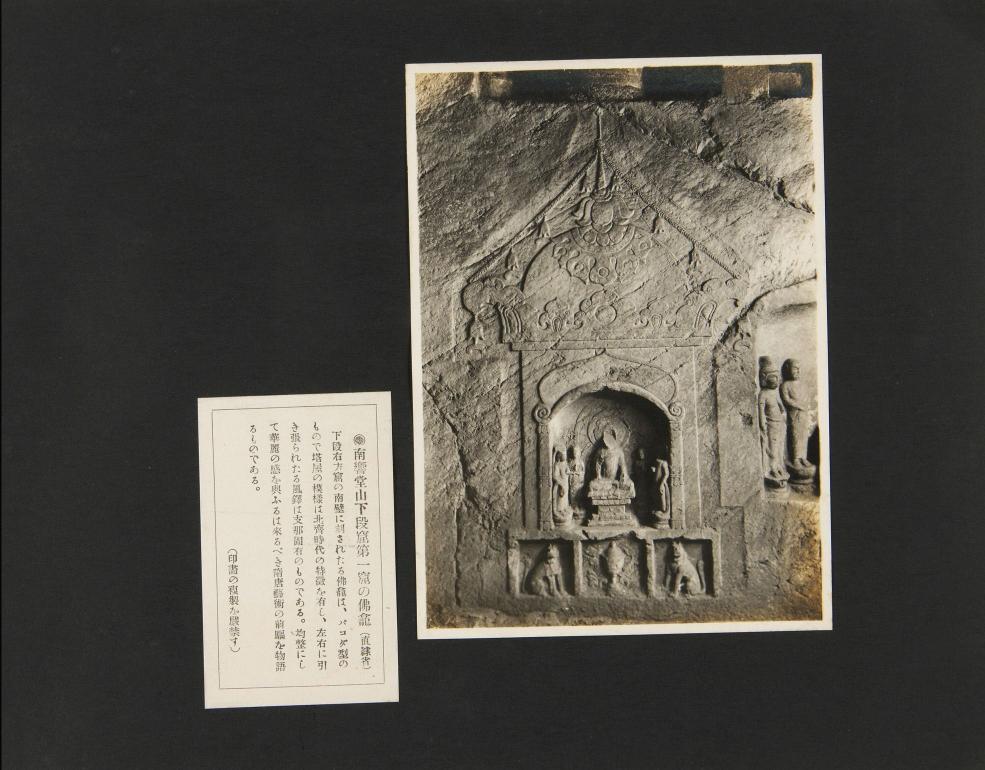 ◉南響堂山下段窟第一窟の佛龕（直隷省）
下段右方窟の南壁に刻されたる佛龕は、パコダ型の
もので塔屋の模樣は北齊時代の特徵を有し、左右に引
き張られたる風鐸は支那固有のものである。均整にし
て華麗の感を與ふるは來るべき隋唐藝術の前驅を物語
るものである。
（印畵の複製を嚴禁す）